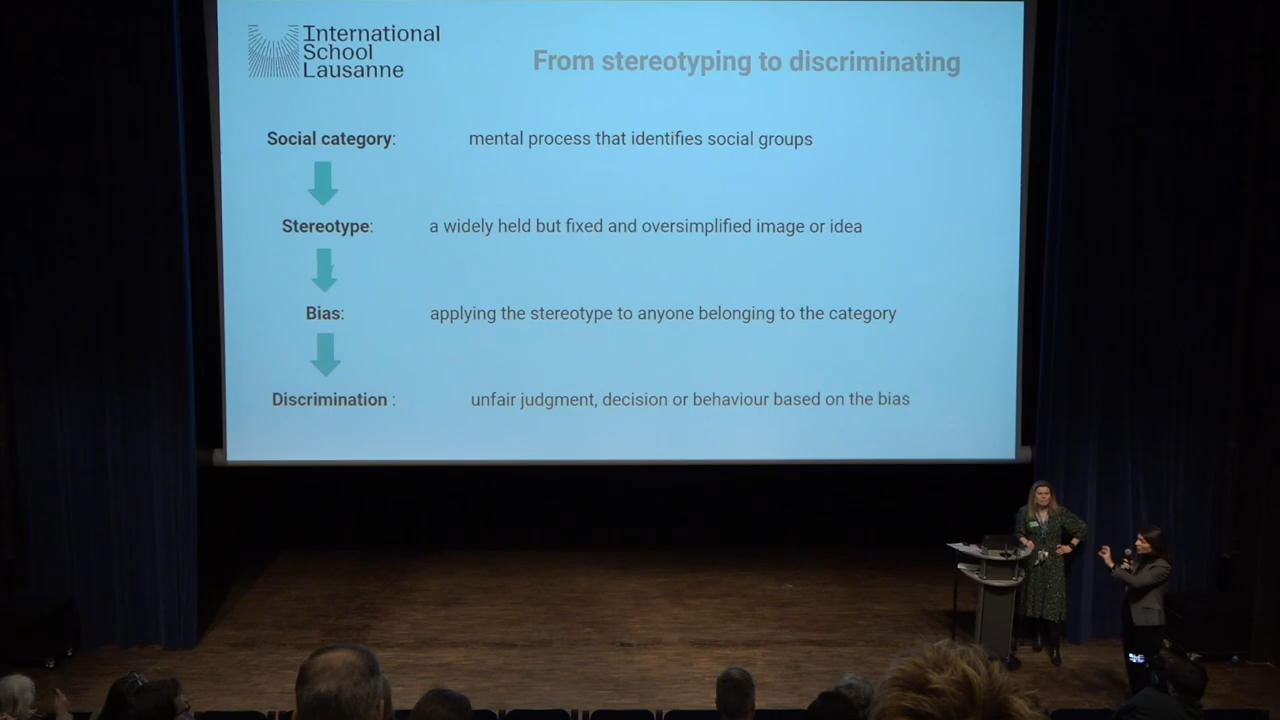 International
School
Lausanne
From stereotyping to discriminating
Social category: mental process that identifies social groups
Stereotype: a widely held but fixed and oversimplified image or idea
Bias: applying the stereotype to anyone belonging to the category
Discrimination : unfair judgment, decision or behaviour based on the bias